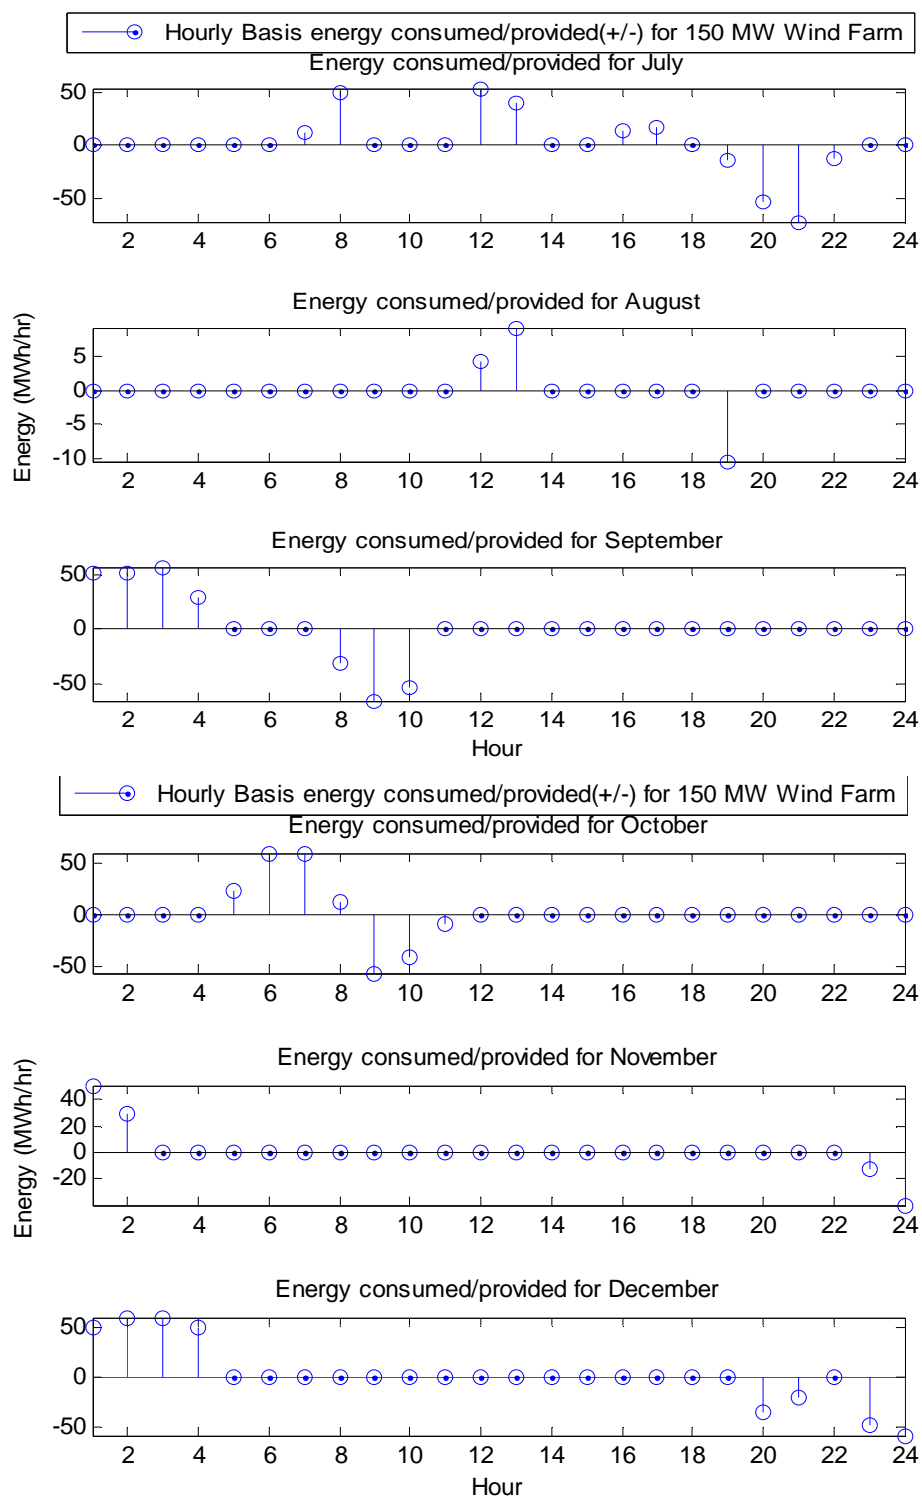 Hourly Basis energy consumed/provided(+/-) for 150 MW Wind Farm
Energy consumed/provided for July
50
0
-50
2 4 6 8 10 12 14 16 18 20 22 24
Energy consumed/provided for August
Energy (MWh/hr)
5
0
-5
-10
2 4 6 8 10 12 14 16 18 20 22 24
Energy consumed/provided for September
50
0
-50
2 4 6 8 10 12 14 16 18 20 22 24
Hour
Hourly Basis energy consumed/provided(+/-) for 150 MW Wind Farm
Energy consumed/provided for October
50
0
-50
2 4 6 8 10 12 14 16 18 20 22 24
Energy consumed/provided for November
Energy (MWh/hr)
40
20
0
-20
2 4 6 8 10 12 14 16 18 20 22 24
Energy consumed/provided for December
50
0
-50
2 4 6 8 10 12 14 16 18 20 22 24
Hour